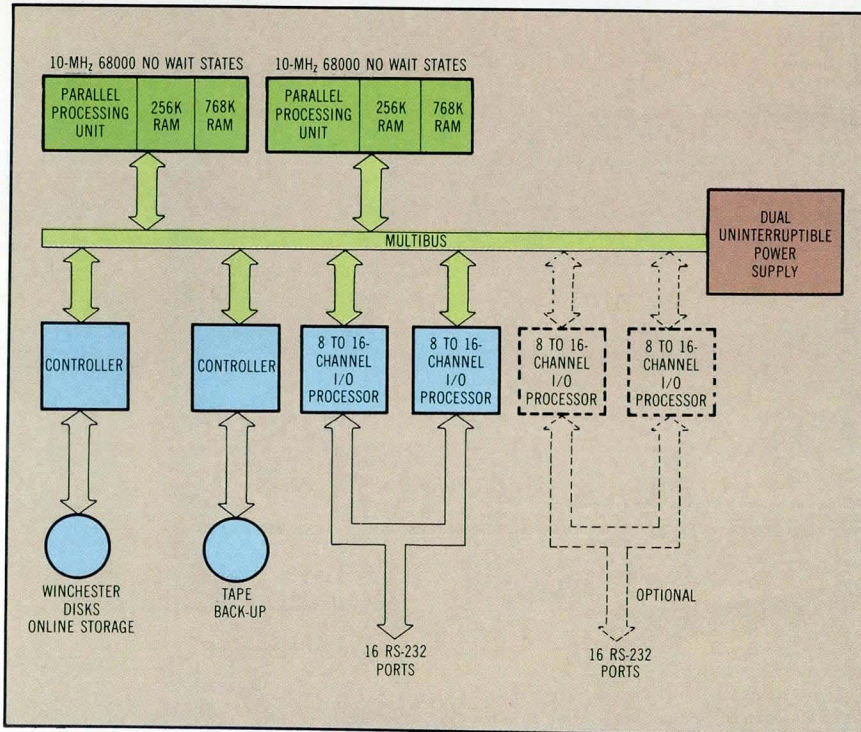 10-MHz 68000 NO WAIT STATES
10-MHz 68000 NO WAIT STATES
PARALLEL
PROCESSING
UNIT
256K
RAM
768K
RAM
PARALLEL
PROCESSING
UNIT
256K
RAM
768K
RAM
MULTIBUS
DUAL
UNINTERRUPTIBLE
POWER
SUPPLY
CONTROLLER
CONTROLLER
8 TO 16-
CHANNEL
I/O
PROCESSOR
8 TO 16-
CHANNEL
I/O
PROCESSOR
8 TO 16-
CHANNEL
I/O
PROCESSOR
8 TO 16-
CHANNEL
I/O
PROCESSOR
WINCHESTER
DISKS
ONLINE STORAGE
TAPE
BACK-UP
OPTIONAL
16 RS-232
PORTS
16 RS-232
PORTS